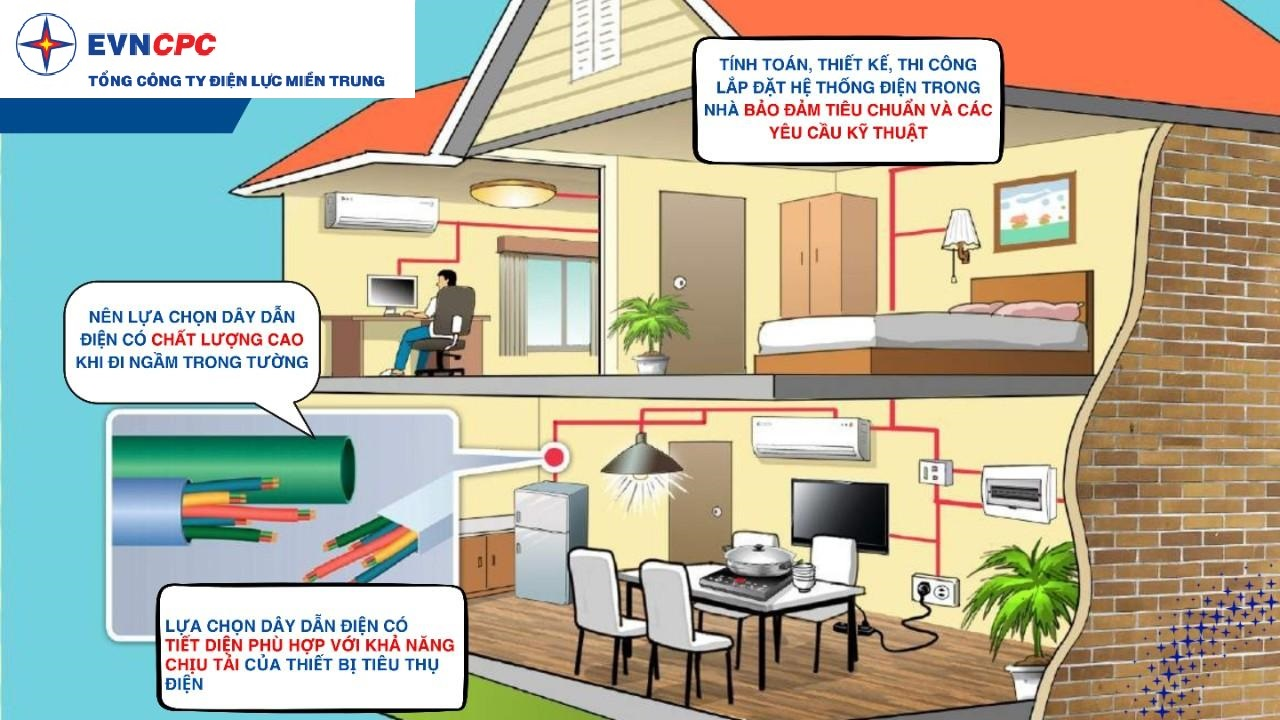 EVNCPC
TỔNG CÔNG TY ĐIỆN LỰC MIỀN TRUNG
TÍNH TOÁN, THIẾT KẾ, THI CÔNG
LẮP ĐẶT HỆ THỐNG ĐIỆN TRONG
NHÀ BẢO ĐẢM TIÊU CHUẨN VÀ CÁC
YÊU CẦU KỸ THUẬT
NÊN LỰA CHỌN DÂY DẪN
ĐIỆN CÓ CHẤT LƯỢNG CAO
KHI ĐI NGẦM TRONG TƯỜNG
LỰA CHỌN DÂY DẪN ĐIỆN CÓ
TIẾT DIỆN PHÙ HỢP VỚI KHẢ NĂNG
CHỊU TẢI CỦA THIẾT BỊ TIÊU THỤ
ĐIỆN